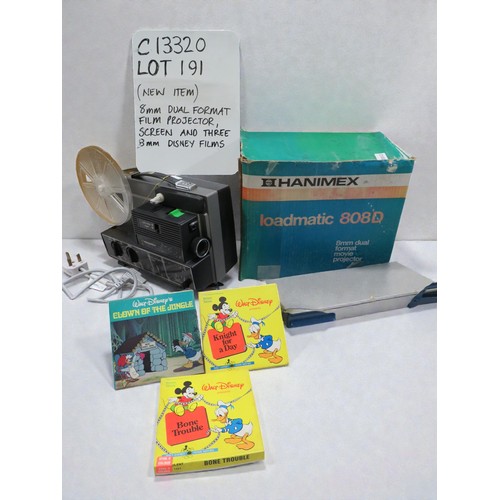 C13320
LOT 191
(NEW ITEM)
8MM DUAL FORMAT
FILM PROJECTOR,
SCREEN AND THREE
8MM DISNEY FILMS
HANIMEX
loadmatic 808D
8mm dual
format
movie
projector
WALT DISNEY'S
CLOWN OF THE JUNGLE
WALT DISNEY
Knight
for
a Day
WALT DISNEY
Bone
Trouble
BONE TROUBLE